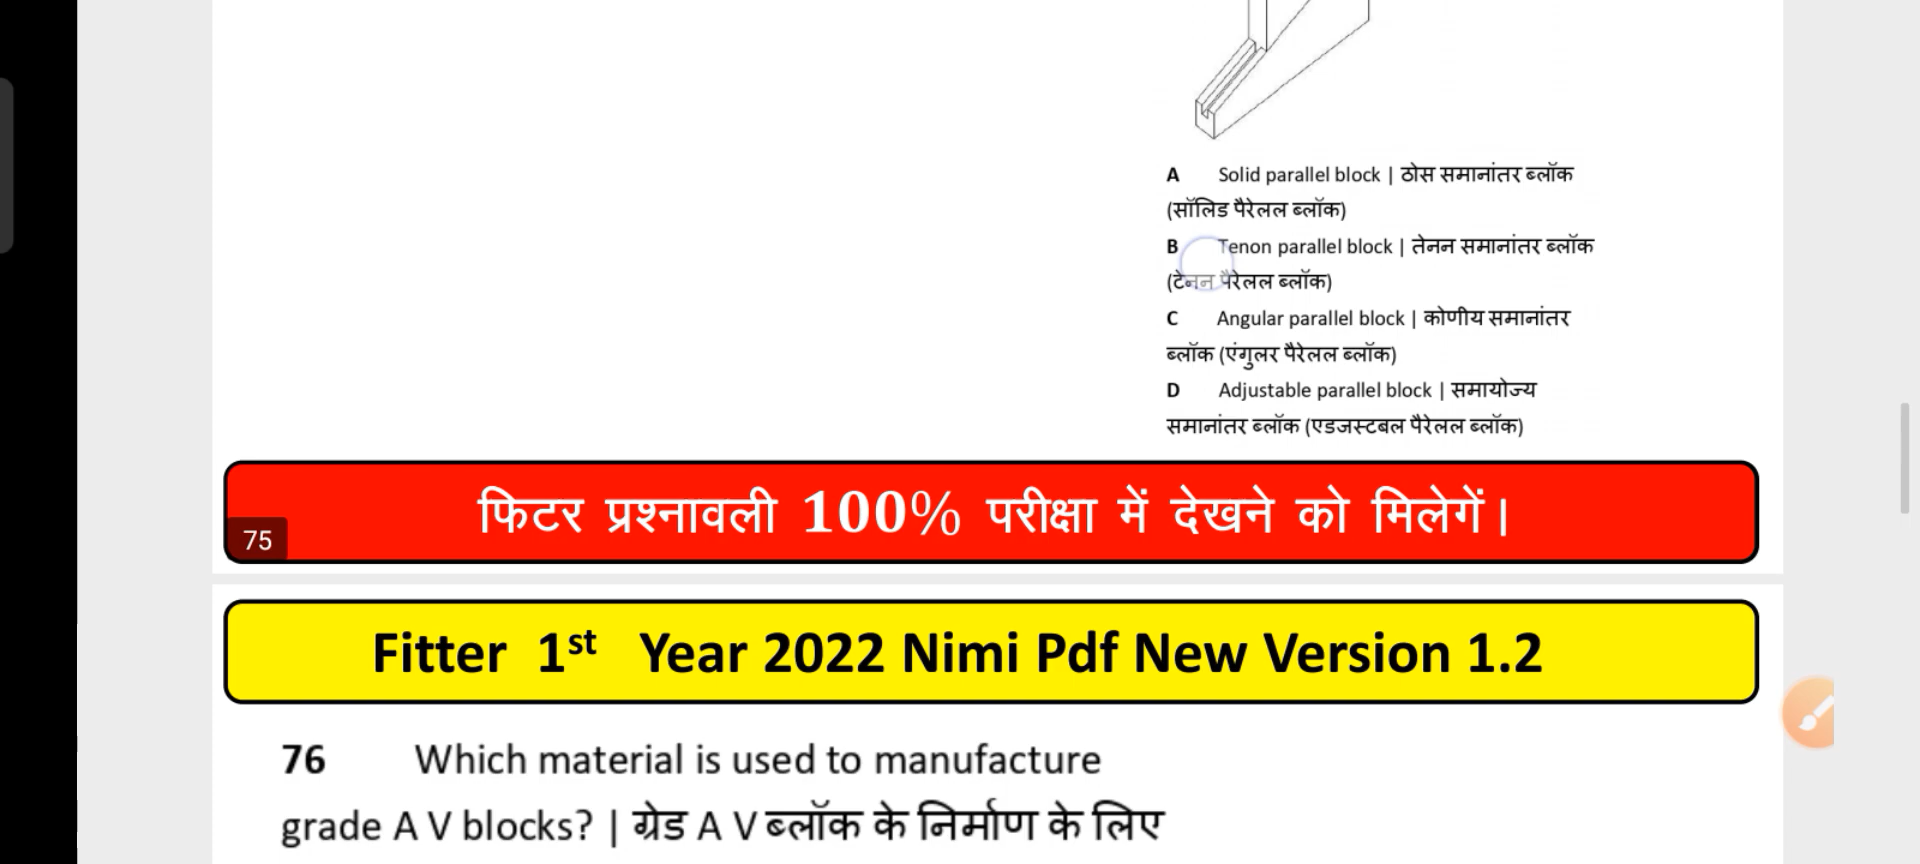 A Solid parallel block | ठोस समानांतर ब्लॉक
(सॉलिड पैरेलल ब्लॉक)
B Tenon parallel block | तेनन समानांतर ब्लॉक
(टेनन पैरेलल ब्लॉक)
C Angular parallel block | कोणीय समानांतर
ब्लॉक (एंगुलर पैरेलल ब्लॉक)
D Adjustable parallel block | समायोज्य
समानांतर ब्लॉक (एडजस्टबल पैरेलल ब्लॉक)
फिटर प्रश्नावली 100% परीक्षा में देखने को मिलेगें।
75
Fitter 1st Year 2022 Nimi Pdf New Version 1.2
76 Which material is used to manufacture
grade A V blocks? | ग्रेड A V ब्लॉक के निर्माण के लिए